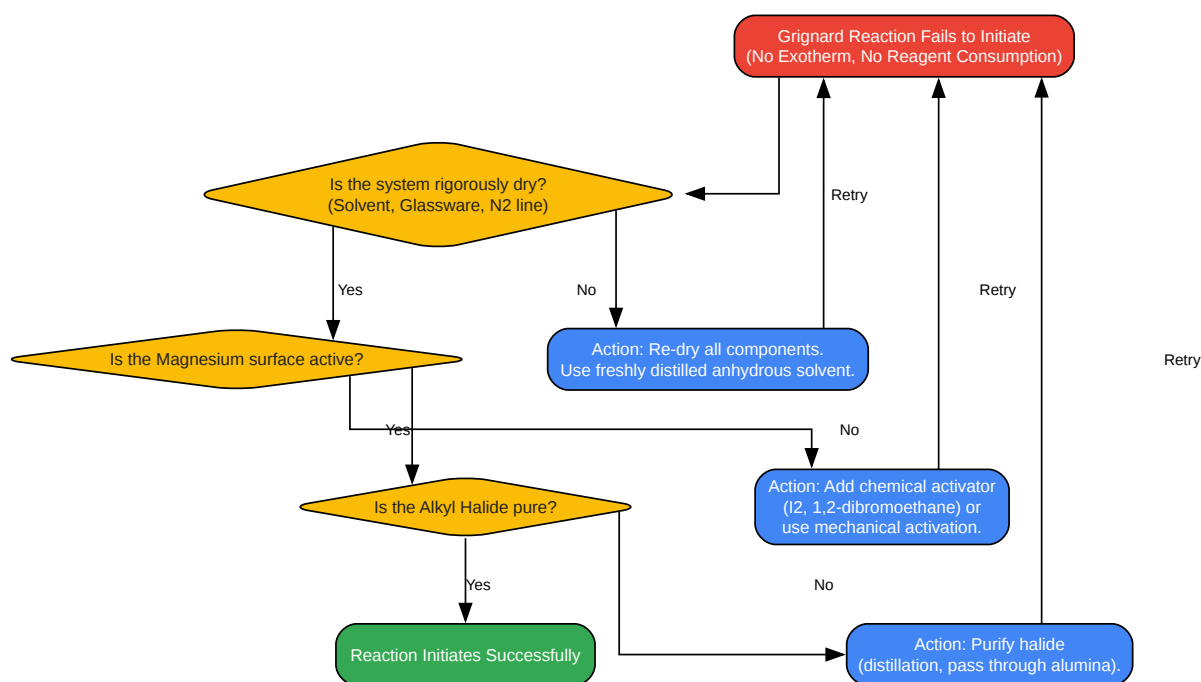 Grignard Reaction Fails to Initiate
(No Exotherm, No Reagent Consumption)
Is the system rigorously dry?
(Solvent, Glassware, N2 line)
Retry
Yes
No
Retry
Action: Re-dry all components.
Use freshly distilled anhydrous solvent.
Is the Magnesium surface active?
Retry
Yes
No
Action: Add chemical activator
(I2, 1,2-dibromoethane) or
use mechanical activation.
Is the Alkyl Halide pure?
Yes
No
Reaction Initiates Successfully
Action: Purify halide
(distillation, pass through alumina).